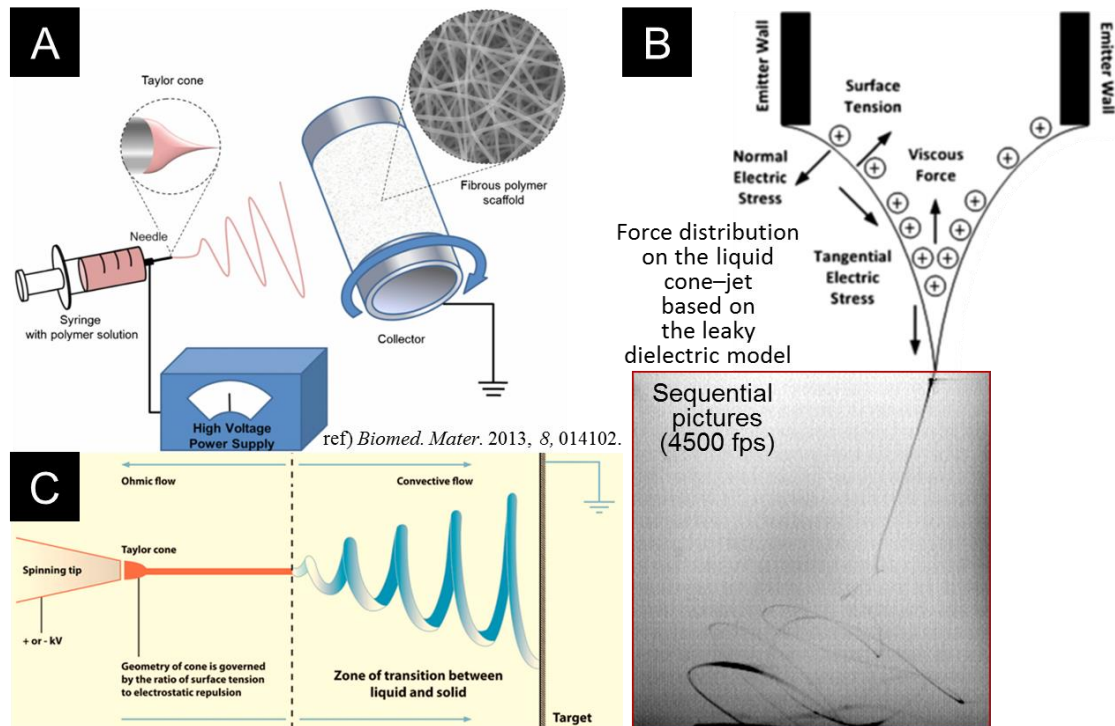 A
Taylor cone
Needle
Fibrous polymer
scaffold
Syringe
with polymer solution
Collector
High Voltage
Power Supply
ref) Biomed. Mater. 2013, 8, 014102.
B
Emitter Wall
Emitter Wall
Surface
Tension
Normal
Electric
Stress
Viscous
Force
Tangential
Electric
Stress
Force distribution
on the liquid
cone–jet
based on
the leaky
dielectric model
Sequential
pictures
(4500 fps)
C
Ohmic flow
Convective flow
Taylor cone
Spinning tip
+ or - kV
Geometry of cone is governed
by the ratio of surface tension
to electrostatic repulsion
Zone of transition between
liquid and solid
Target